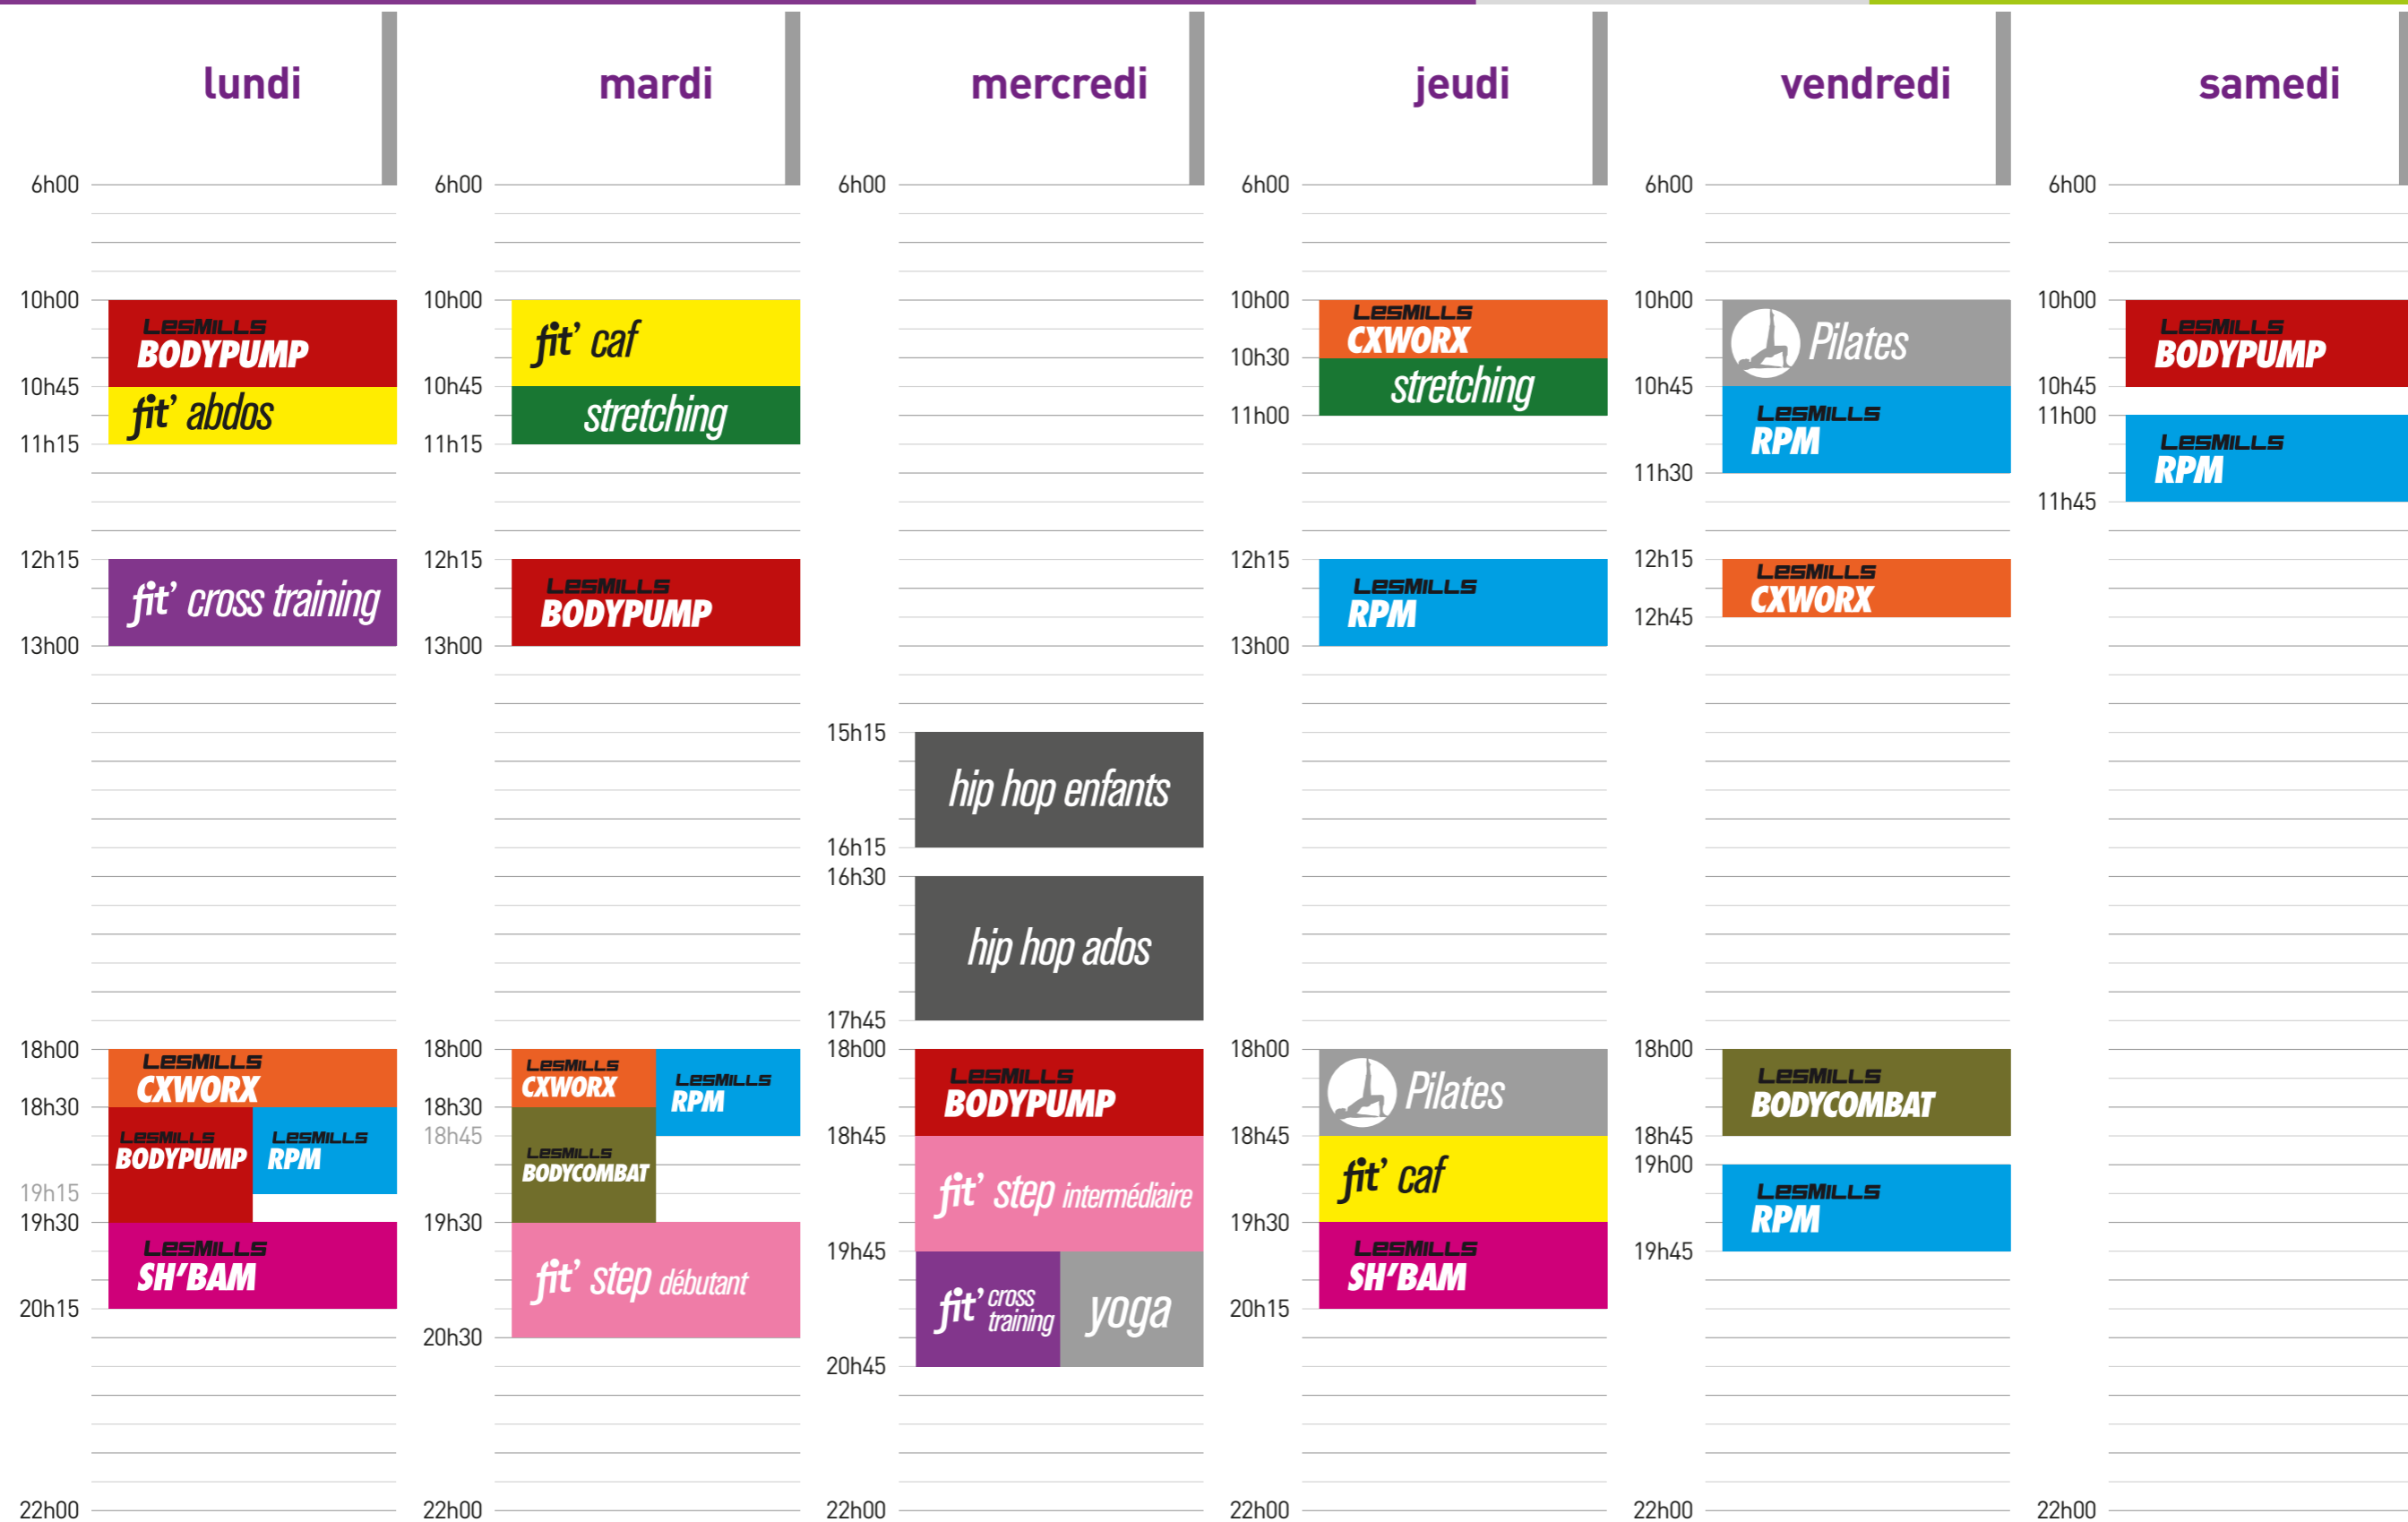 lundi
6h00
10h00
LesMills
BODYPUMP
10h45
fit' abdos
11h15
12h15
fit' cross training
13h00
18h00
LesMills
CXWORX
18h30
LesMills
BODYPUMP
LesMills
RPM
19h15
19h30
LesMills
SH'BAM
20h15
22h00
mardi
6h00
10h00
fit' caf
10h45
stretching
11h15
12h15
LesMills
BODYPUMP
13h00
18h00
LesMills
CXWORX
LesMills
RPM
18h30
18h45
LesMills
BODYCOMBAT
19h30
fit' step débutant
20h30
22h00
mercredi
6h00
15h15
hip hop enfants
16h15
16h30
hip hop ados
17h45
18h00
LesMills
BODYPUMP
18h45
fit' step intermédiaire
19h45
fit' cross
training
yoga
20h45
22h00
jeudi
6h00
10h00
LesMills
CXWORX
10h30
stretching
11h00
12h15
LesMills
RPM
13h00
18h00
Pilates
18h45
fit' caf
19h30
LesMills
SH'BAM
20h15
22h00
vendredi
6h00
10h00
Pilates
10h45
LesMills
RPM
11h30
12h15
LesMills
CXWORX
12h45
18h00
LesMills
BODYCOMBAT
18h45
19h00
LesMills
RPM
19h45
22h00
samedi
6h00
10h00
LesMills
BODYPUMP
10h45
11h00
LesMills
RPM
11h45
22h00